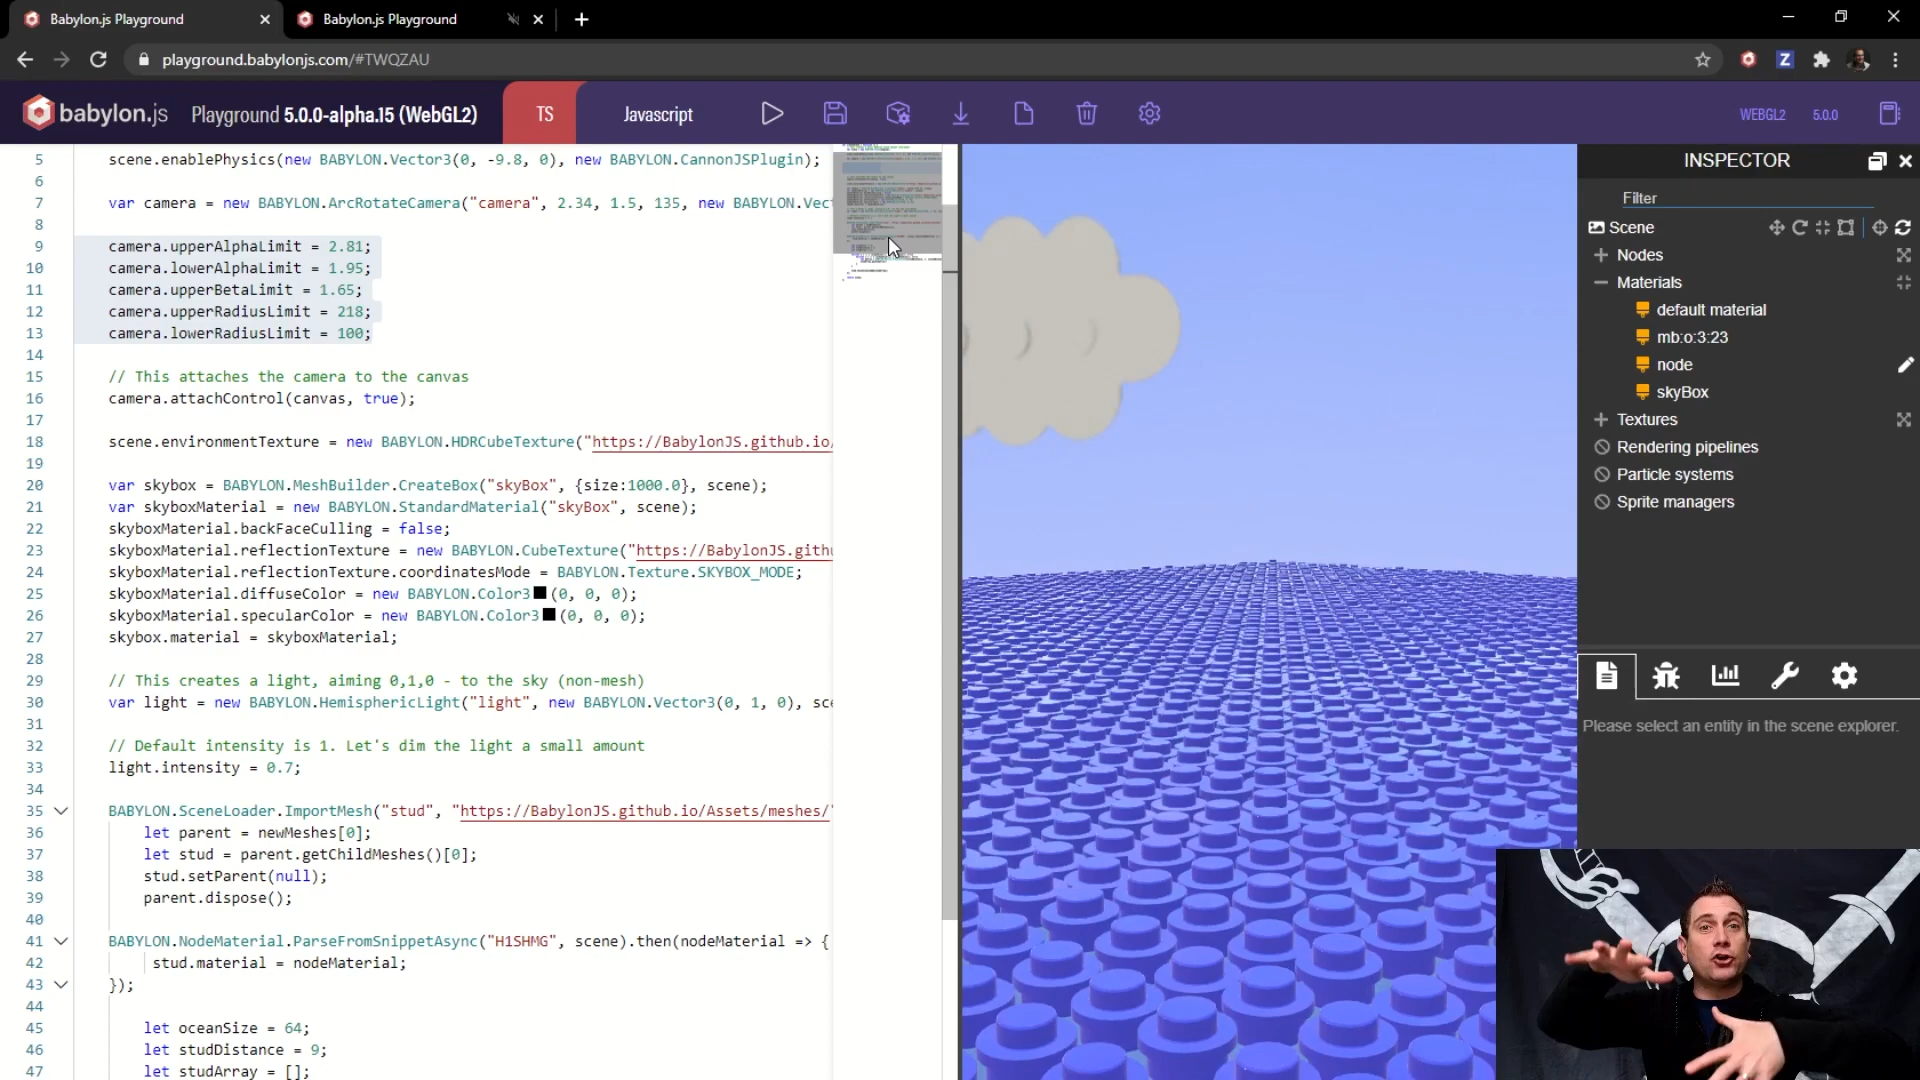 Babylon.js Playground
Babylon.js Playground
playground.babylonjs.com/#TWQZAU
babylon.js
Playground 5.0.0-alpha.15 (WebGL2)
TS
Javascript
WEBGL2
5.0.0
5 scene.enablePhysics(new BABYLON.Vector3(0, -9.8, 0), new BABYLON.CannonJSPlugin);
6
7 var camera = new BABYLON.ArcRotateCamera("camera", 2.34, 1.5, 135, new BABYLON.Vect
8
9 camera.upperAlphaLimit = 2.81;
10 camera.lowerAlphaLimit = 1.95;
11 camera.upperBetaLimit = 1.65;
12 camera.upperRadiusLimit = 218;
13 camera.lowerRadiusLimit = 100;
14
15 // This attaches the camera to the canvas
16 camera.attachControl(canvas, true);
17
18 scene.environmentTexture = new BABYLON.HDRCubeTexture("https://BabylonJS.github.io/
19
20 var skybox = BABYLON.MeshBuilder.CreateBox("skyBox", {size:1000.0}, scene);
21 var skyboxMaterial = new BABYLON.StandardMaterial("skyBox", scene);
22 skyboxMaterial.backFaceCulling = false;
23 skyboxMaterial.reflectionTexture = new BABYLON.CubeTexture("https://BabylonJS.githu
24 skyboxMaterial.reflectionTexture.coordinatesMode = BABYLON.Texture.SKYBOX_MODE;
25 skyboxMaterial.diffuseColor = new BABYLON.Color3(0, 0, 0);
26 skyboxMaterial.specularColor = new BABYLON.Color3(0, 0, 0);
27 skybox.material = skyboxMaterial;
28
29 // This creates a light, aiming 0,1,0 - to the sky (non-mesh)
30 var light = new BABYLON.HemisphericLight("light", new BABYLON.Vector3(0, 1, 0), sce
31
32 // Default intensity is 1. Let's dim the light a small amount
33 light.intensity = 0.7;
34
35 BABYLON.SceneLoader.ImportMesh("stud", "https://BabylonJS.github.io/Assets/meshes/"
36 let parent = newMeshes[0];
37 let stud = parent.getChildMeshes()[0];
38 stud.setParent(null);
39 parent.dispose();
40
41 BABYLON.NodeMaterial.ParseFromSnippetAsync("H1SHMG", scene).then(nodeMaterial => {
42 stud.material = nodeMaterial;
43 });
44
45 let oceanSize = 64;
46 let studDistance = 9;
47 let studArray = [];
INSPECTOR
Filter
Scene
Nodes
Materials
default material
mb:o:3:23
node
skyBox
Textures
Rendering pipelines
Particle systems
Sprite managers
Please select an entity in the scene explorer.